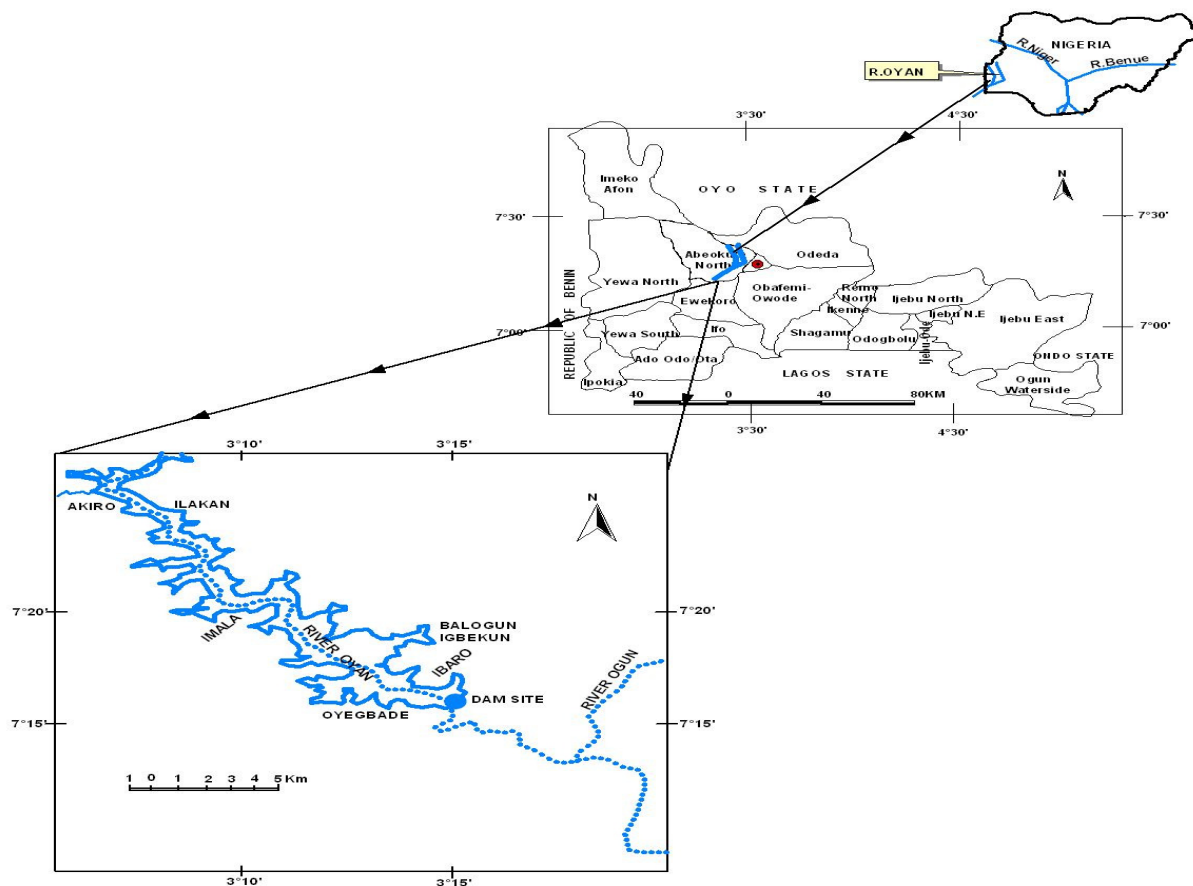 NIGERIA
R.Niger
R.Benue
R.OYAN
3°30'
4°30'
Imeko
Afon
OYO STATE
N
7°30'
7°30'
Abeoku
North
Odeda
Yewa North
REPUBLIC OF BENIN
Ewekoro
Obafemi-
Owode
Remo
North
Ikenne
Ijebu North
Ijebu N.E
Ijebu East
7°00'
7°00'
Yewa South
Ifo
Shagamu
Odogbolu
Ijebu-Ode
Ado Odo/Ota
ONDO STATE
Ipokia
LAGOS STATE
Ogun
Waterside
40 0 40 80KM
3°30'
4°30'
3°10'
3°15'
AKIRO
ILAKAN
N
7°20'
7°20'
IMALA
RIVER OYAN
BALOGUN
IGBEKUN
IBARO
RIVER OGUN
DAM SITE
OYEGBADE
7°15'
7°15'
1 0 1 2 3 4 5 Km
3°10'
3°15'